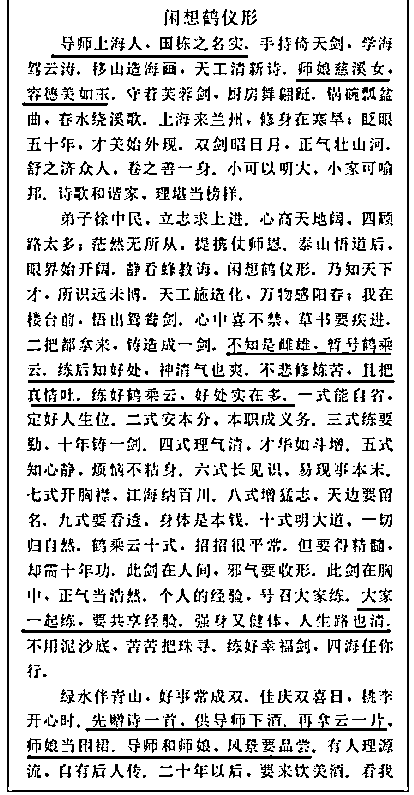 闲想鹤仪形
导师上海人，国栋之名实．手持倚天剑，学海
驾云涛．移山造海画，天工清新诗．师娘慈溪女，
容德美如玉．守着芙蓉剑，厨房舞翩跹．锅碗瓢盆
曲，春水绕溪歌．上海来兰州，修身在寒旱；眨眼
五十年，才美始外现．双剑昭日月，正气壮山河．
舒之济众人，卷之善一身．小可以明大，小家可喻
邦．诗歌和谐家，理堪当榜样．
弟子徐中民，立志求上进．心高天地阔，四顾
路太多；茫然无所从，提携仗师恩．泰山悟道后，
眼界始开阔．静看蜂教诲，闲想鹤仪形．乃知天下
才，所识远未博．天工施造化，万物感阳春；我在
楼台前，悟出鸳鸯剑．心中喜不禁，草书要疾进．
二把都拿来，铸造成一剑．不知是雌雄，暂号鹤乘
云．练后知好处，神清气也爽．不悲修炼苦，且把
真情吐．练好鹤乘云，好处实在多．一式能自省，
定好人生位．二式安本分，本职成义务．三式练要
勤，十年铸一剑．四式理气清，才华如斗增．五式
知心静，烦恼不粘身．六式长见识，易现事本末．
七式开胸襟，江海纳百川．八式增猛志，天边要留
名．九式要看透，身体是本钱．十式明大道，一切
归自然．鹤乘云十式，招招很平常．但要得精髓，
却需十年功．此剑在人间，邪气要收形．此剑在胸
中，正气当浩然．个人的经验，号召大家练．大家
一起练，要共享经验．强身又健体，人生路也清．
不用泥沙底，苦苦把珠寻．练好幸福剑，四海任你
行．
绿水伴青山，好事常成双．佳庆双喜日，桃李
开心时．先赠诗一首，供导师下酒．再拿云一片，
师娘当围裙．导师和师娘，风景要品尝．有人理源
流，自有后人传．二十年以后，要来饮美酒．看我